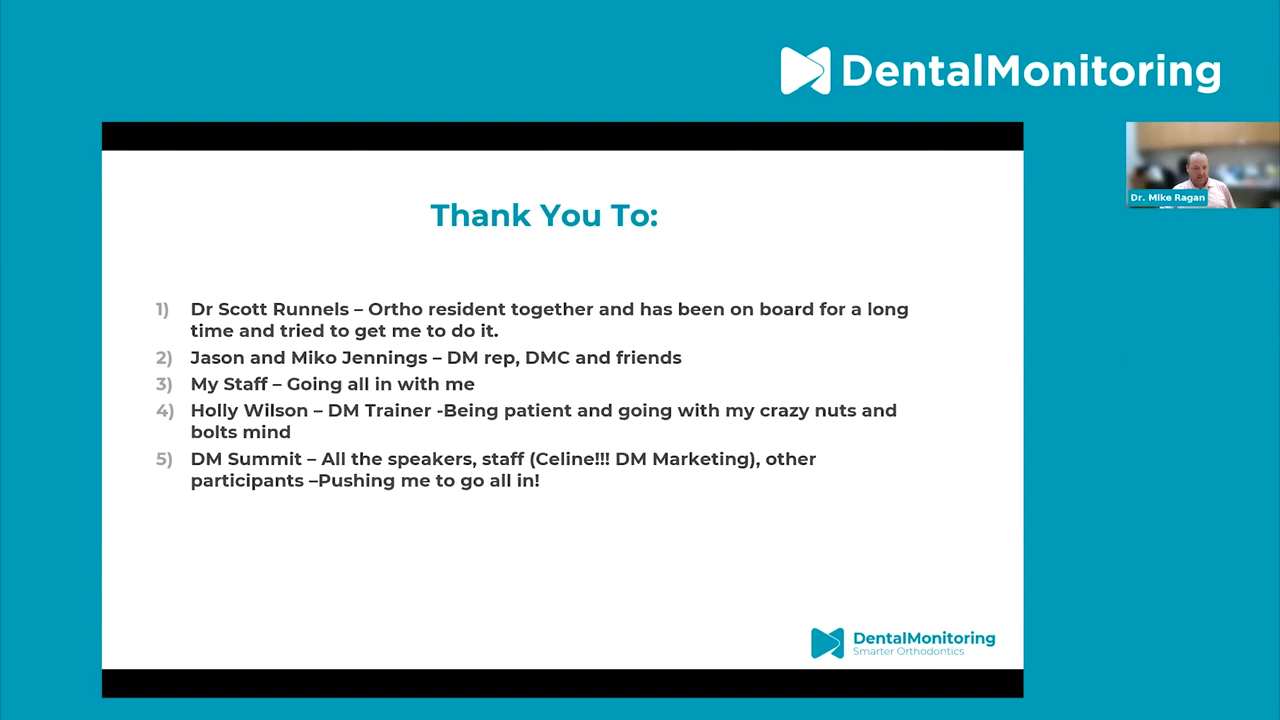 DentalMonitoring
Dr. Mike Ragan
Thank You To:
1) Dr Scott Runnels – Ortho resident together and has been on board for a long
time and tried to get me to do it.
2) Jason and Miko Jennings – DM rep, DMC and friends
3) My Staff – Going all in with me
4) Holly Wilson – DM Trainer -Being patient and going with my crazy nuts and
bolts mind
5) DM Summit – All the speakers, staff (Celine!!! DM Marketing), other
participants –Pushing me to go all in!
DentalMonitoring
Smarter Orthodontics